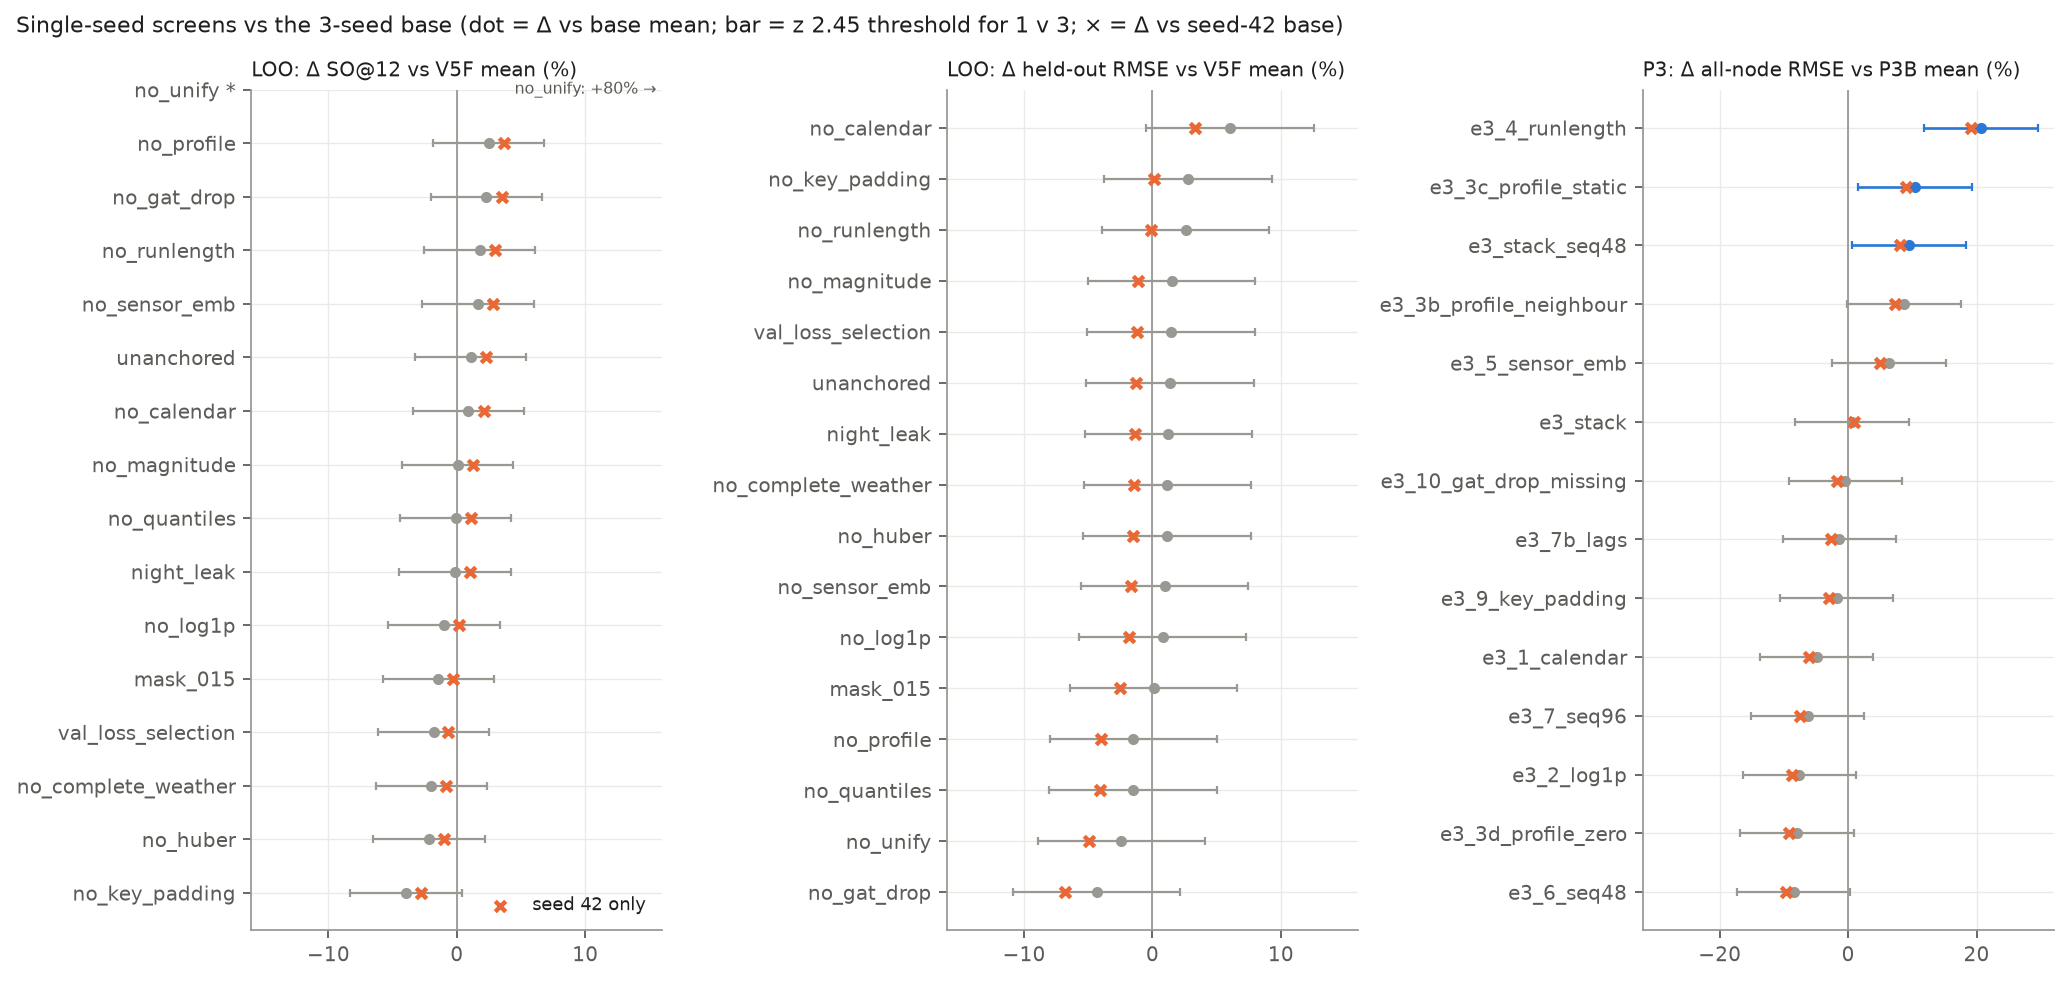 Single-seed screens vs the 3-seed base (dot = Δ vs base mean; bar = z 2.45 threshold for 1 v 3; × = Δ vs seed-42 base)
LOO: Δ SO@12 vs V5F mean (%)
no_unify *
no_unify: +80% →
no_profile
no_gat_drop
no_runlength
no_sensor_emb
unanchored
no_calendar
no_magnitude
no_quantiles
night_leak
no_log1p
mask_015
val_loss_selection
no_complete_weather
no_huber
no_key_padding
seed 42 only
−10 0 10
LOO: Δ held-out RMSE vs V5F mean (%)
no_calendar
no_key_padding
no_runlength
no_magnitude
val_loss_selection
unanchored
night_leak
no_complete_weather
no_huber
no_sensor_emb
no_log1p
mask_015
no_profile
no_quantiles
no_unify
no_gat_drop
−10 0 10
P3: Δ all-node RMSE vs P3B mean (%)
e3_4_runlength
e3_3c_profile_static
e3_stack_seq48
e3_3b_profile_neighbour
e3_5_sensor_emb
e3_stack
e3_10_gat_drop_missing
e3_7b_lags
e3_9_key_padding
e3_1_calendar
e3_7_seq96
e3_2_log1p
e3_3d_profile_zero
e3_6_seq48
−20 0 20